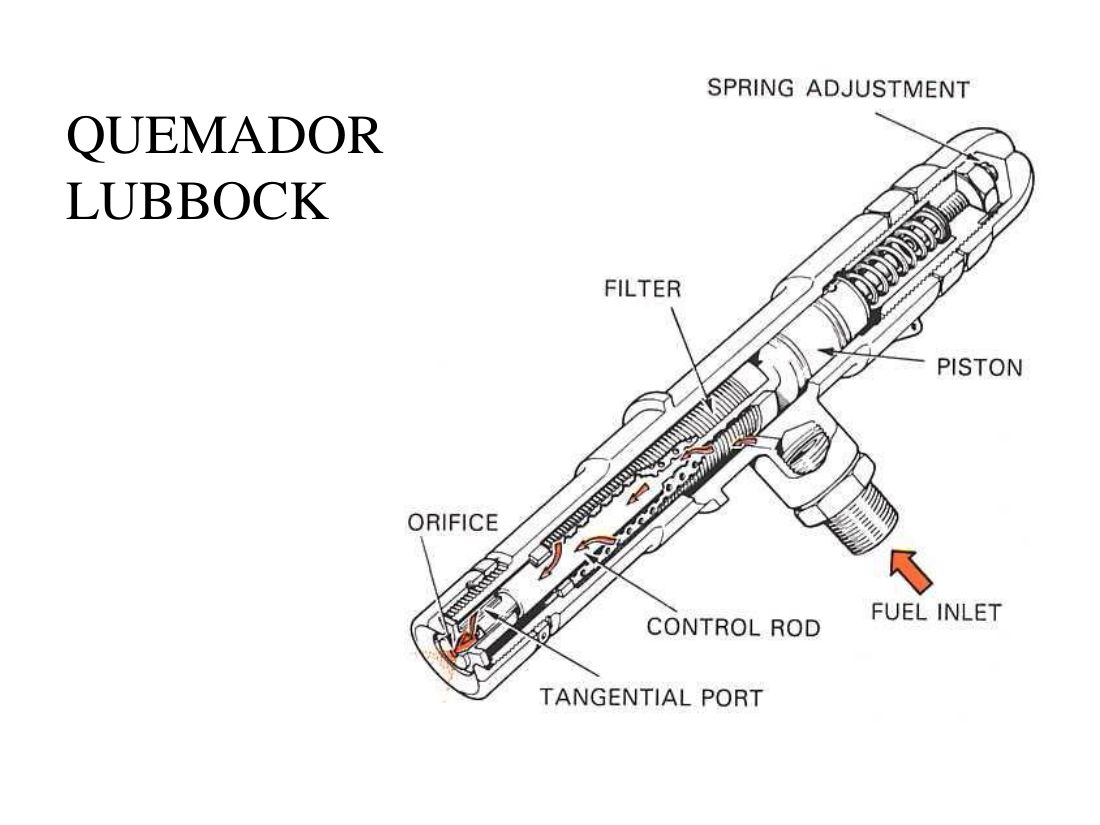 QUEMADOR
LUBBOCK
SPRING ADJUSTMENT
FILTER
PISTON
ORIFICE
FUEL INLET
CONTROL ROD
TANGENTIAL PORT